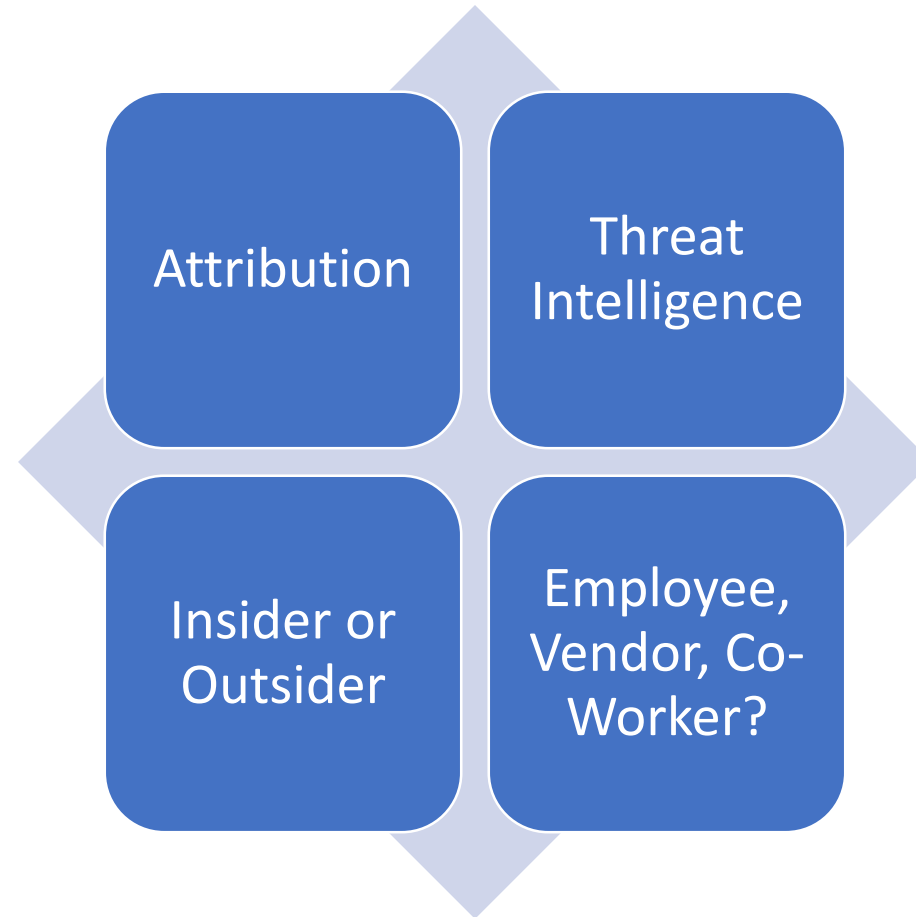 Attribution
Threat
Intelligence
Insider or
Outsider
Employee,
Vendor, Co-
Worker?